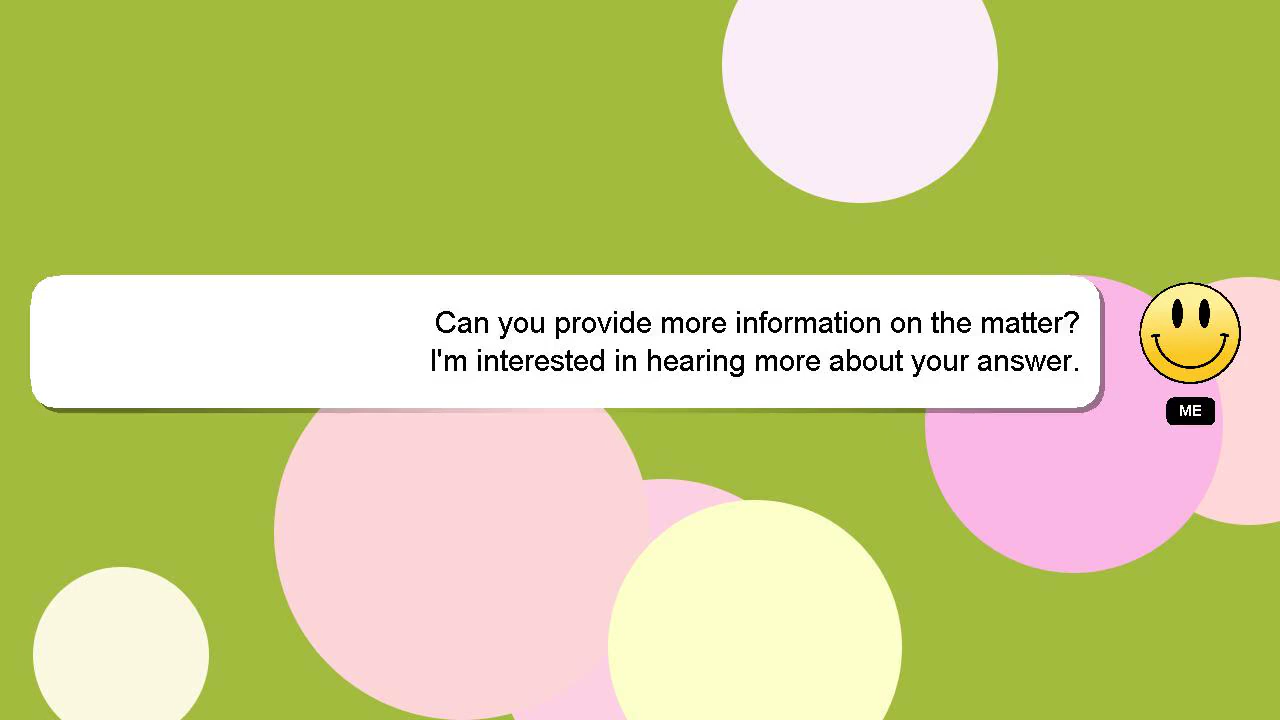 Can you provide more information on the matter?
I'm interested in hearing more about your answer.
ME